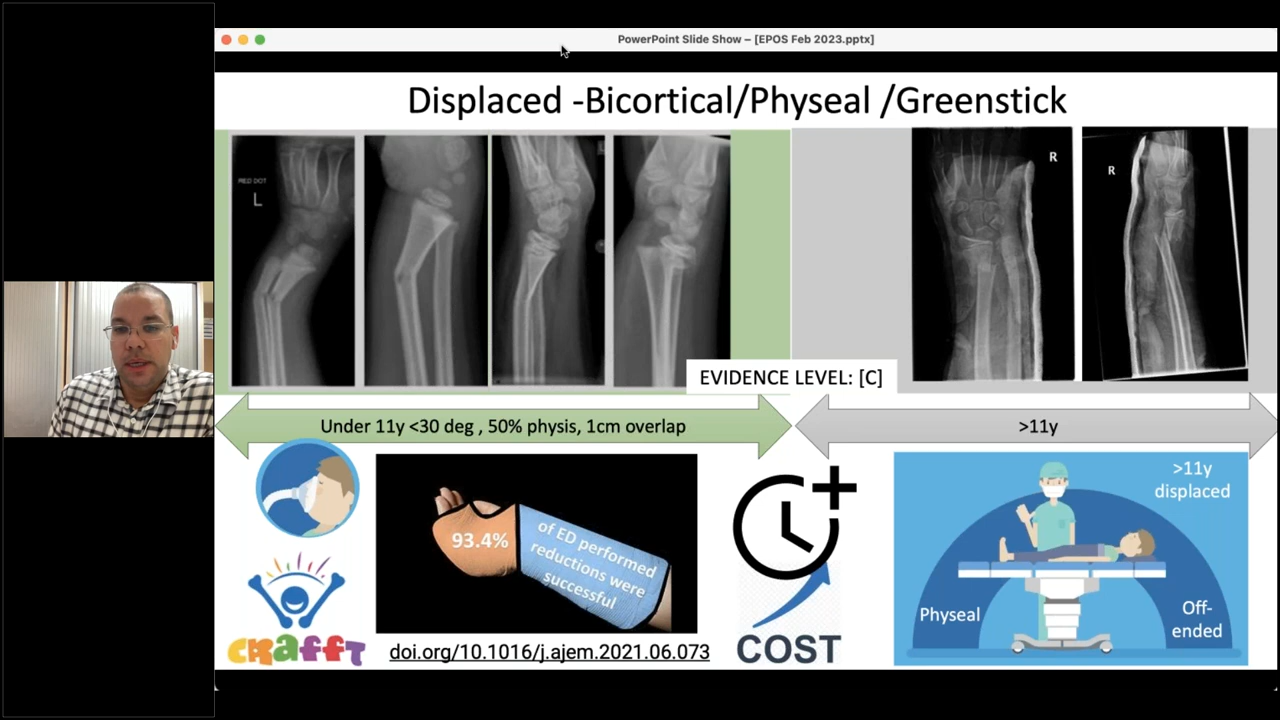 PowerPoint Slide Show – [EPOS Feb 2023.pptx]
Displaced -Bicortical/Physeal /Greenstick
RED DOT
L
R
R
EVIDENCE LEVEL: [C]
Under 11y <30 deg , 50% physis, 1cm overlap
>11y
93.4%
of ED performed
reductions were
successful
CRAFFT
doi.org/10.1016/j.ajem.2021.06.073
COST
>11y
displaced
Physeal
Off-
ended